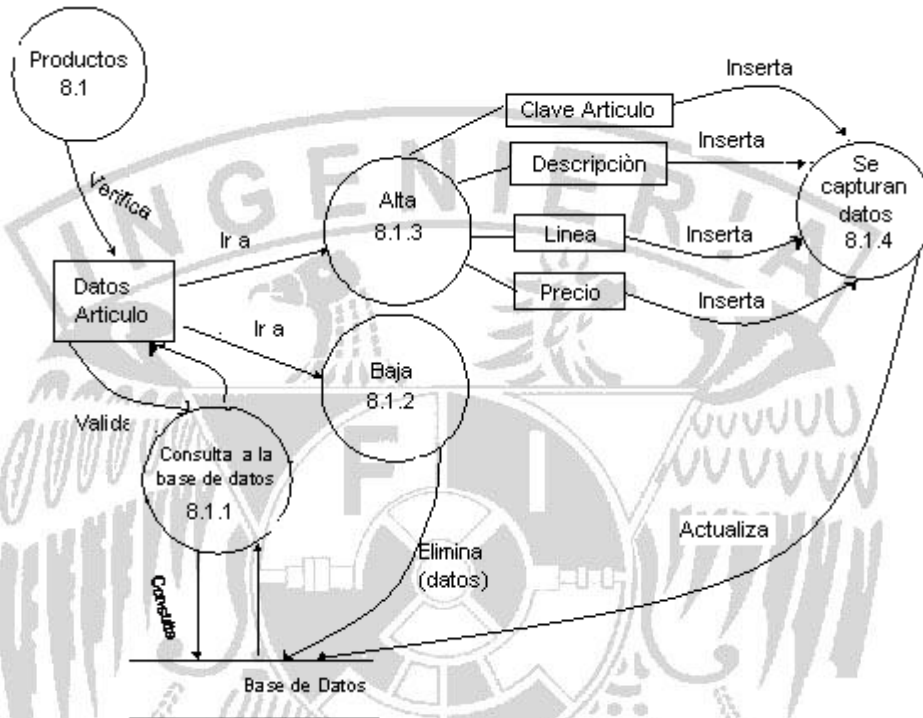 Productos
8.1
Verifica
Datos
Articulo
Ir a
Ir a
Alta
8.1.3
Clave Articulo
Descripciòn
Linea
Precio
Inserta
Inserta
Inserta
Inserta
Se
capturan
datos
8.1.4
Baja
8.1.2
Valida
Consulta a la
base de datos
8.1.1
Consulta
Elimina
(datos)
Actualiza
Base de Datos
INGENIERIA
F I